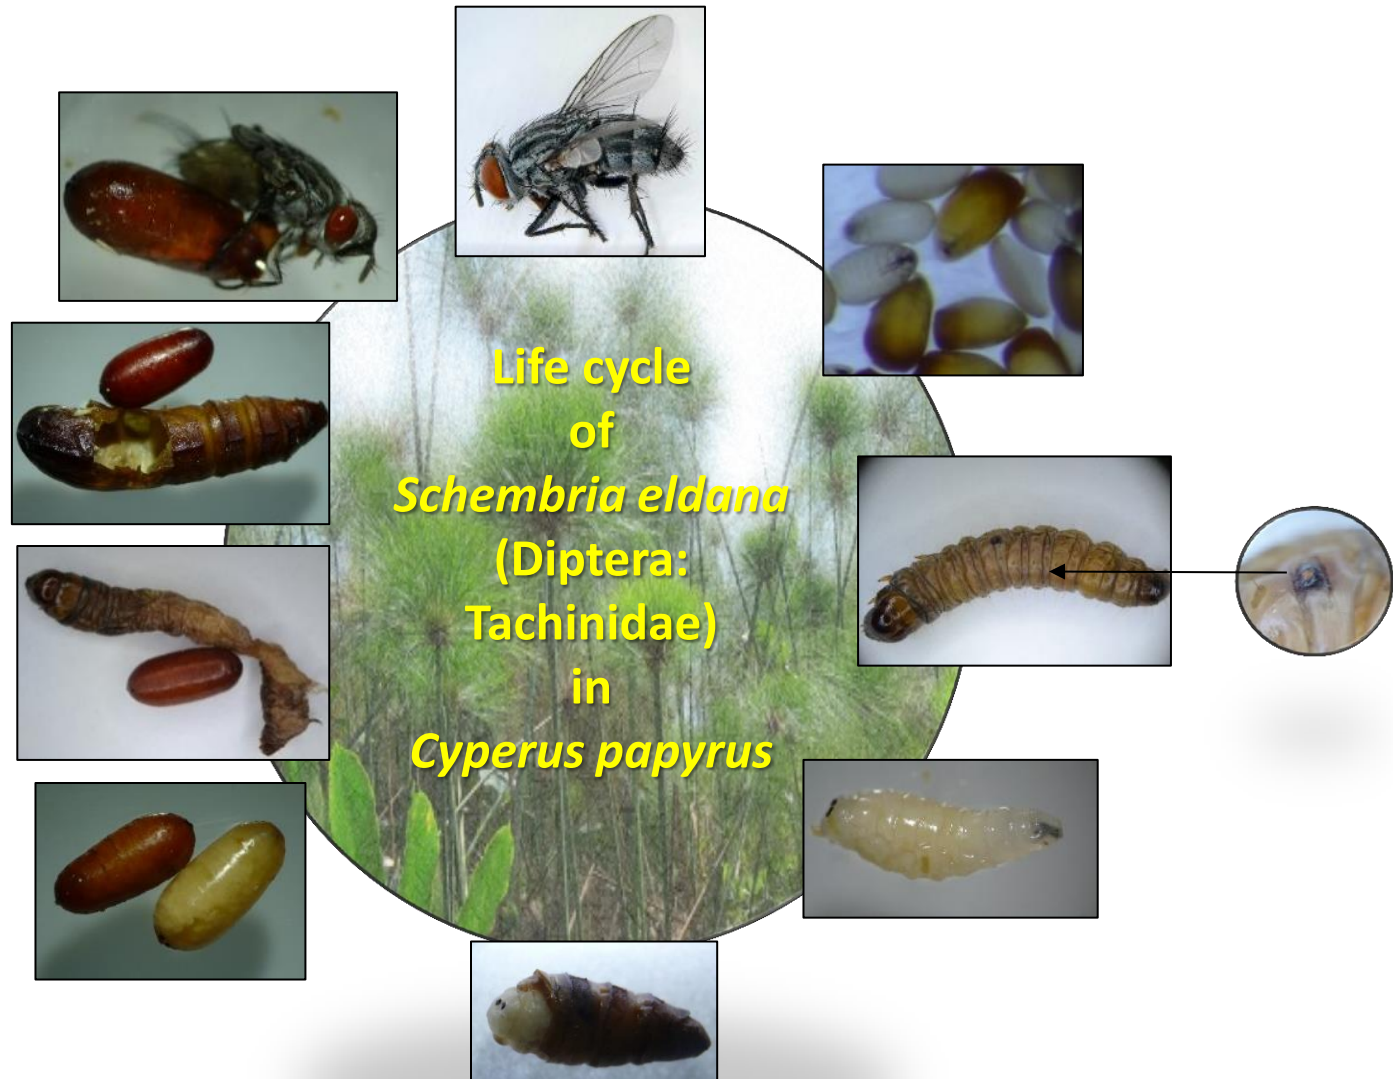 Life cycle
of
Schembria eldana
(Diptera:
Tachinidae)
in
Cyperus papyrus